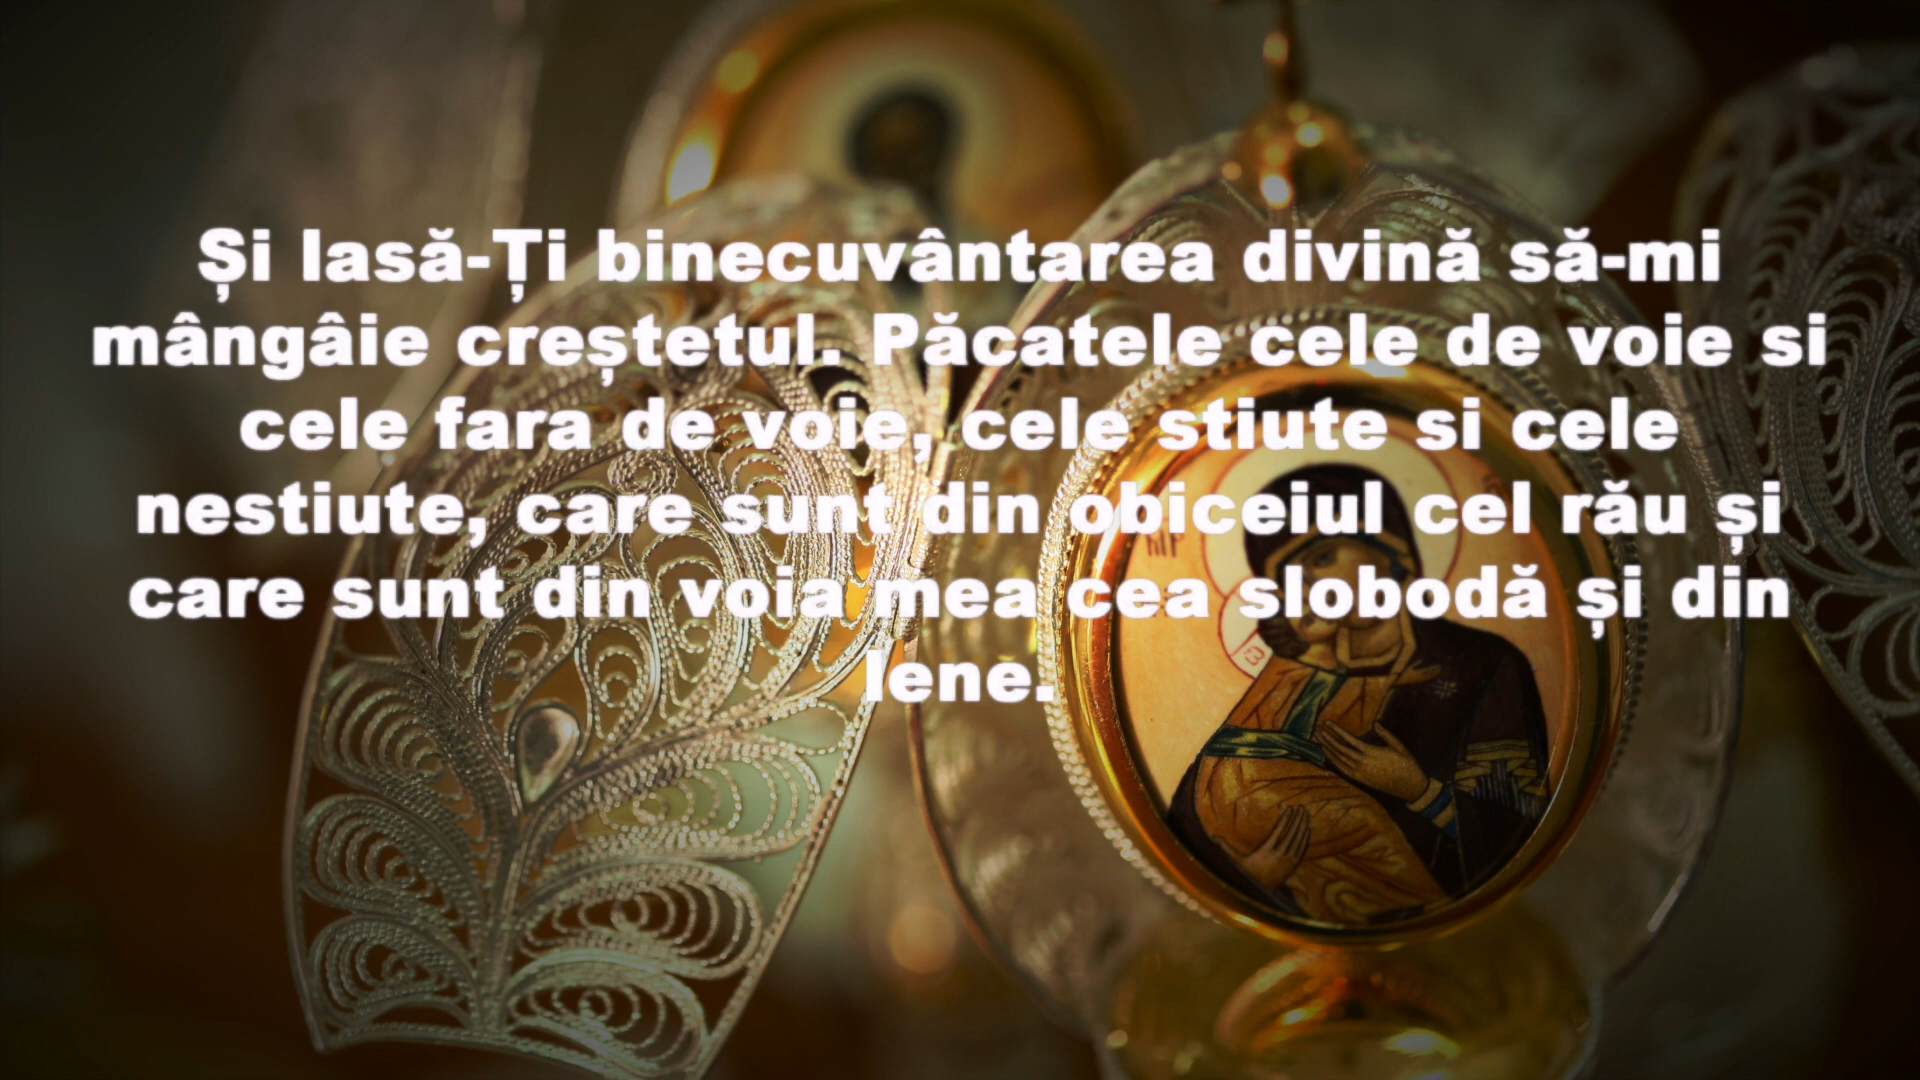 Și lasă-Ți binecuvântarea divină să-mi
mângâie creștetul. Păcatele cele de voie si
cele fara de voie, cele stiute si cele
nestiute, care sunt din obiceiul cel rău și
care sunt din voia mea cea slobodă și din
lene.